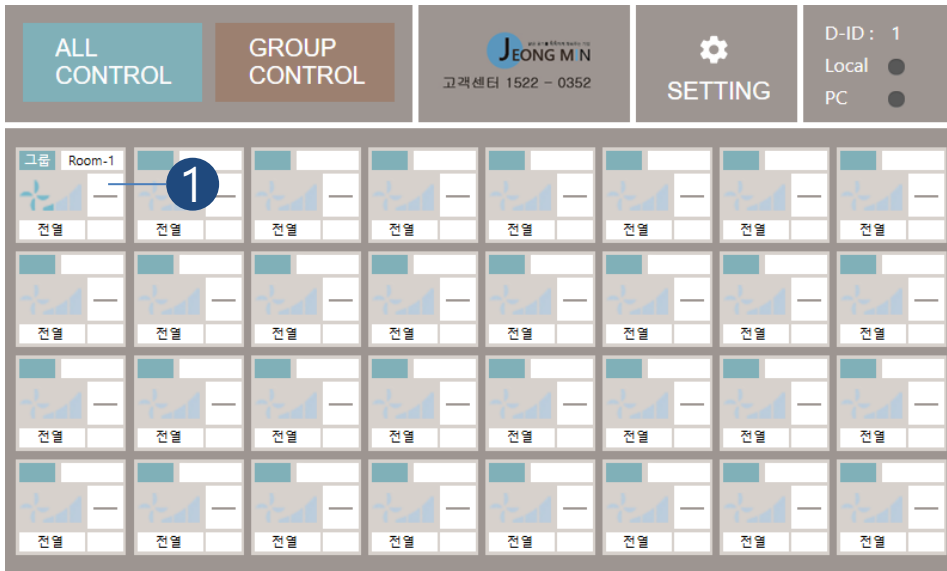 ALL
CONTROL
GROUP
CONTROL
JEONG MIN
고객센터 1522 - 0352
SETTING
D-ID : 1
Local
PC
그룹 Room-1
1
전열 전열 전열 전열 전열 전열 전열 전열
전열 전열 전열 전열 전열 전열 전열 전열
전열 전열 전열 전열 전열 전열 전열 전열
전열 전열 전열 전열 전열 전열 전열 전열